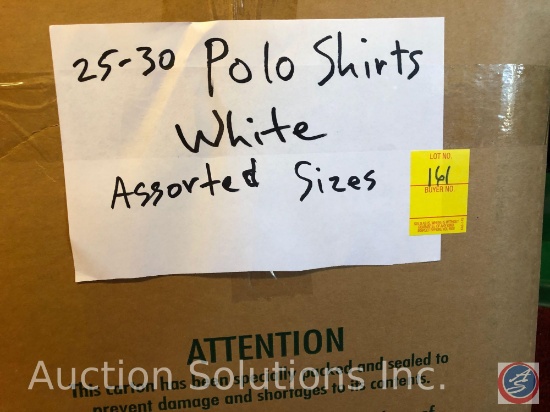 25-30 Polo Shirts
White
Assorted Sizes
LOT NO.
161
BUYER NO
ATTENTION
This carton has been specially packed and sealed to
prevent damage and shortages to its contents.
of
Auction Solutions Inc.